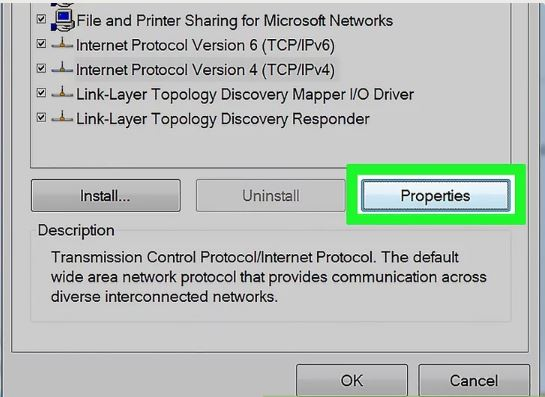 File and Printer Sharing for Microsoft Networks
Internet Protocol Version 6 (TCP/IPv6)
Internet Protocol Version 4 (TCP/IPv4)
Link-Layer Topology Discovery Mapper I/O Driver
Link-Layer Topology Discovery Responder
Install...
Uninstall
Properties
Description
Transmission Control Protocol/Internet Protocol. The default
wide area network protocol that provides communication across
diverse interconnected networks.
OK
Cancel